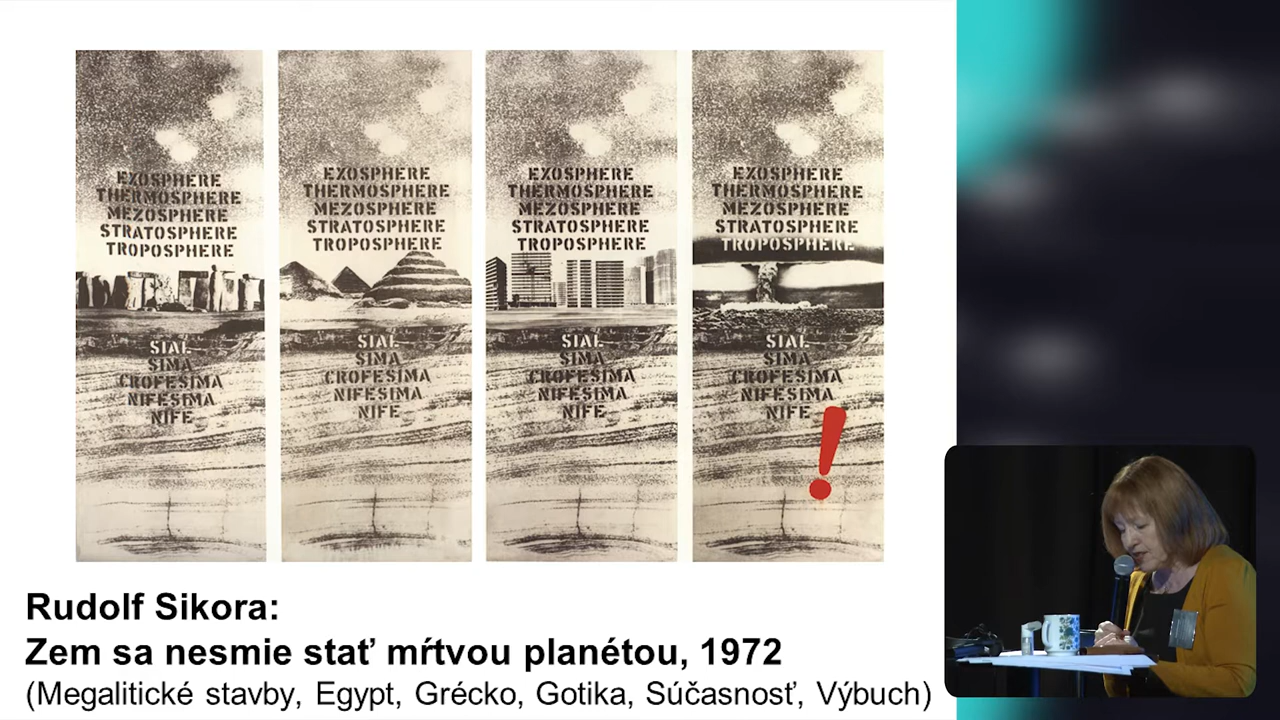 EXOSPHERE
THERMOSPHERE
MEZOSPHERE
STRATOSPHERE
TROPOSPHERE
SIAL
SIMA
CROFESIMA
NIFESIMA
NIFE
EXOSPHERE
THERMOSPHERE
MEZOSPHERE
STRATOSPHERE
TROPOSPHERE
SIAL
SIMA
CROFESIMA
NIFESIMA
NIFE
EXOSPHERE
THERMOSPHERE
MEZOSPHERE
STRATOSPHERE
TROPOSPHERE
SIAL
SIMA
CROFESIMA
NIFESIMA
NIFE
EXOSPHERE
THERMOSPHERE
MEZOSPHERE
STRATOSPHERE
TROPOSPHERE
SIAL
SIMA
CROFESIMA
NIFESIMA
NIFE
!
Rudolf Sikora:
Zem sa nesmie stať mŕtvou planétou, 1972
(Megalitické stavby, Egypt, Grécko, Gotika, Súčasnosť, Výbuch)